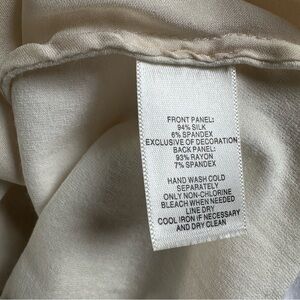 FRONT PANEL:
94% SILK
6% SPANDEX
EXCLUSIVE OF DECORATION
BACK PANEL:
93% RAYON
7% SPANDEX
HAND WASH COLD
SEPARATELY
ONLY NON-CHLORINE
BLEACH WHEN NEEDED
LINE DRY
COOL IRON IF NECESSARY
AND DRY CLEAN